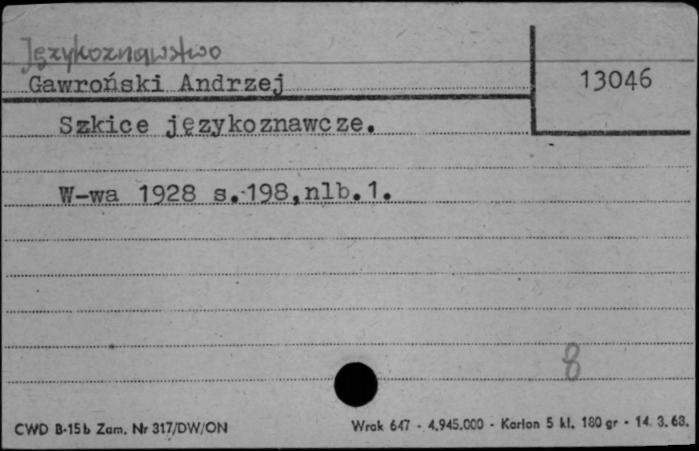 Językoznawstwo
Gawroński Andrzej
13046
Szkice językoznawcze.
W-wa 1928 s.198,nlb.1.
8
CWD B-15b Zam. Nr 317/DW/ON
Wrak 647 - 4.945.000 - Karton 5 kl. 180 gr - 14. 3. 68.